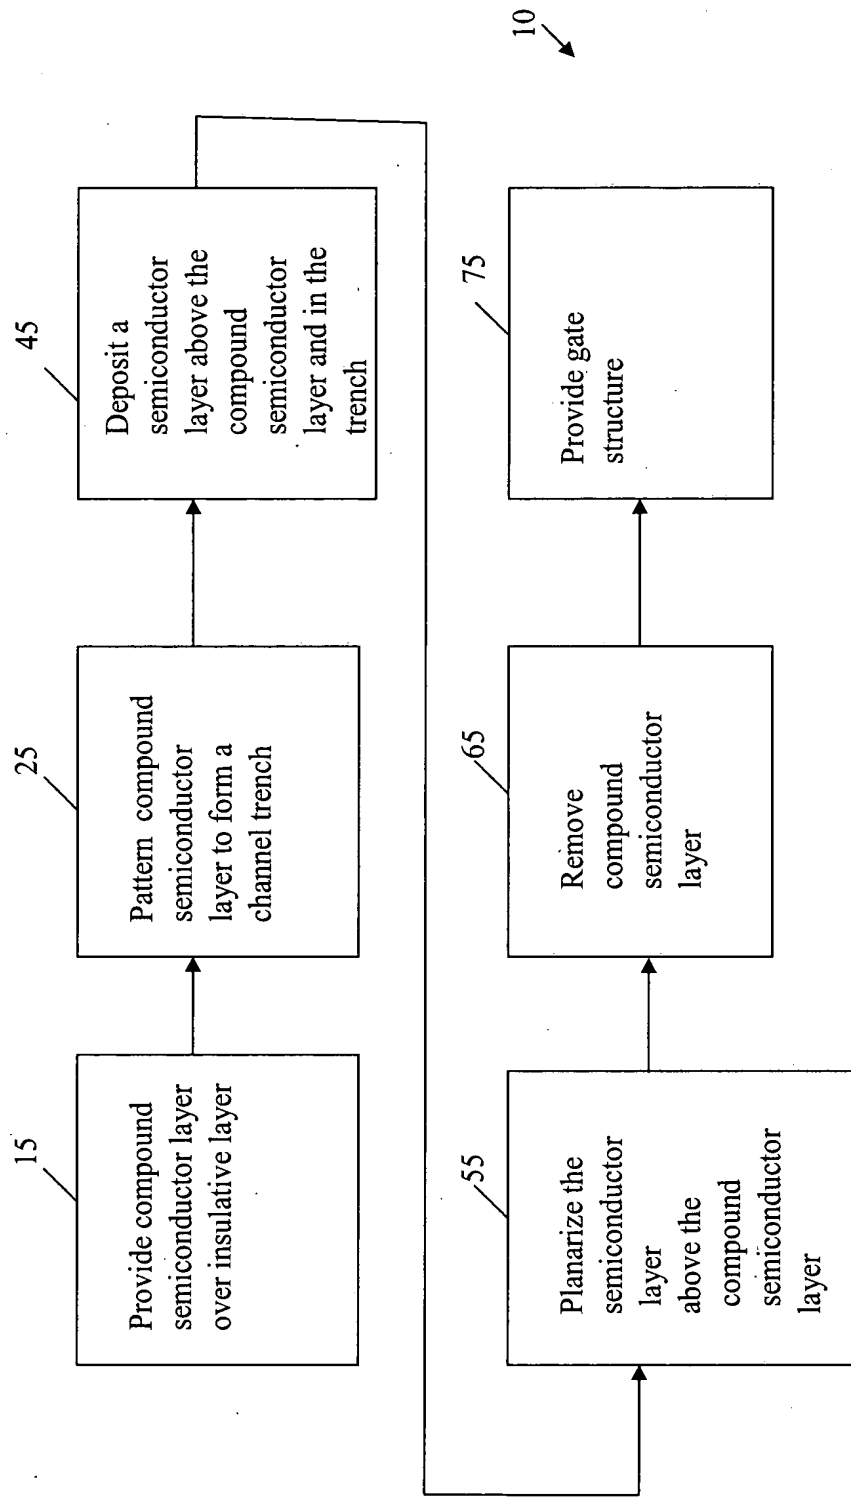 10
15
Provide compound
semiconductor layer
over insulative layer
25
Pattern compound
semiconductor
layer to form a
channel trench
45
Deposit a
semiconductor
layer above the
compound
semiconductor
layer and in the
trench
55
Planarize the
semiconductor
layer
above the
compound
semiconductor
layer
65
Remove
compound
semiconductor
layer
75
Provide gate
structure